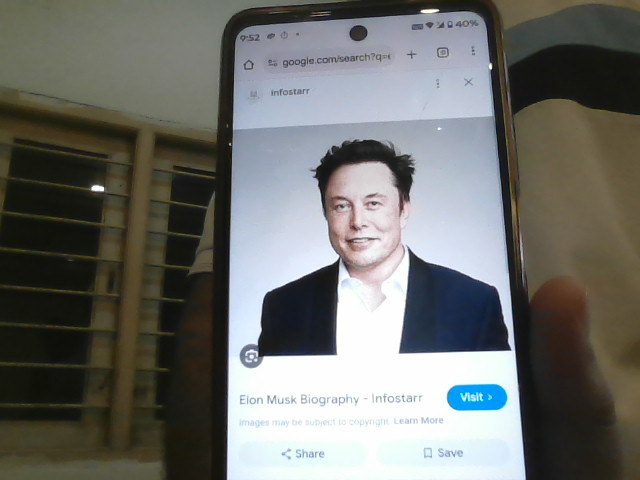 9:52 40%
google.com/search?q=
infostarr
Elon Musk Biography - Infostarr
Visit
Images may be subject to copyright. Learn More
Share Save